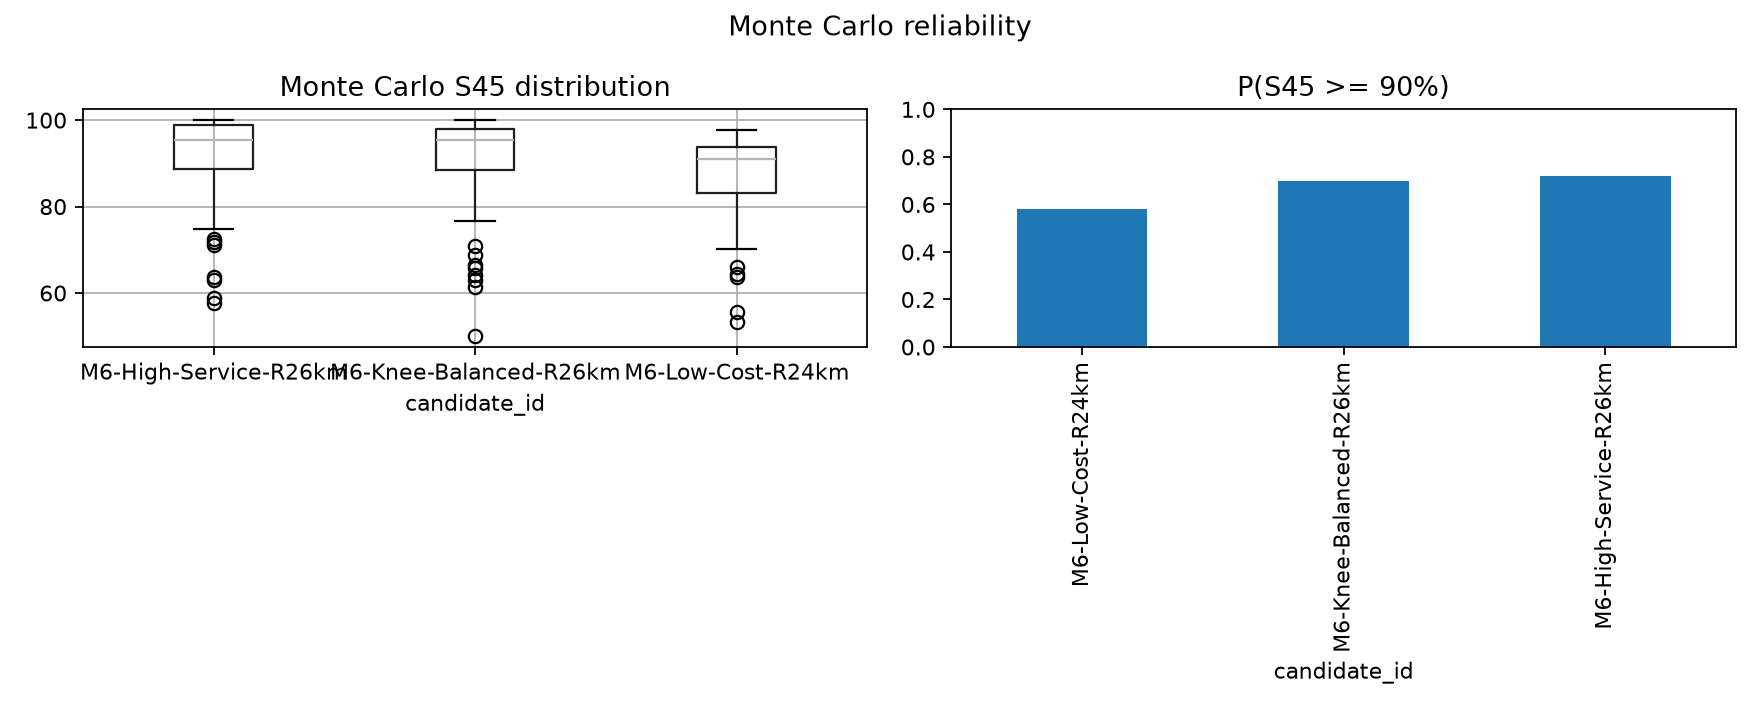 Monte Carlo reliability
Monte Carlo S45 distribution
100
80
60
M6-High-Service-R26km
M6-Knee-Balanced-R26km
M6-Low-Cost-R24km
candidate_id
P(S45 >= 90%)
1.0
0.8
0.6
0.4
0.2
0.0
M6-Low-Cost-R24km
M6-Knee-Balanced-R26km
M6-High-Service-R26km
candidate_id